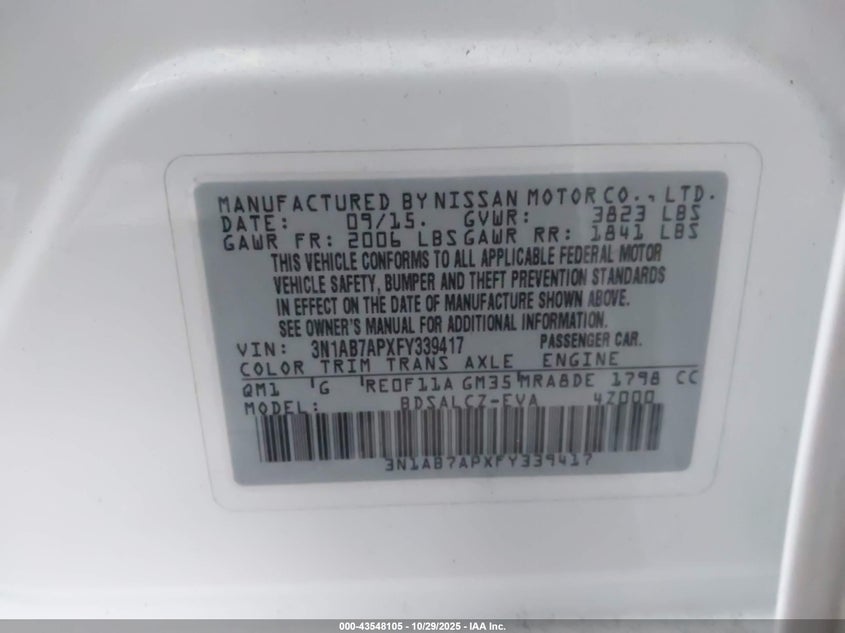 MANUFACTURED BY NISSAN MOTOR CO., LTD.
DATE: 09/15. GVWR: 3823 LBS
GAWR FR: 2006 LBS GAWR RR: 1841 LBS
THIS VEHICLE CONFORMS TO ALL APPLICABLE FEDERAL MOTOR
VEHICLE SAFETY, BUMPER AND THEFT PREVENTION STANDARDS
IN EFFECT ON THE DATE OF MANUFACTURE SHOWN ABOVE.
SEE OWNER'S MANUAL FOR ADDITIONAL INFORMATION.
VIN: 3N1AB7APXFY339417 PASSENGER CAR.
COLOR TRIM TRANS AXLE ENGINE
QM1 G RE0F11A GM35 MRA8DE 1798 CC
MODEL: BDSALCZ-EVA 4Z000
3N1AB7APXFY339417
000-43548105 - 10/29/2025 - IAA Inc.